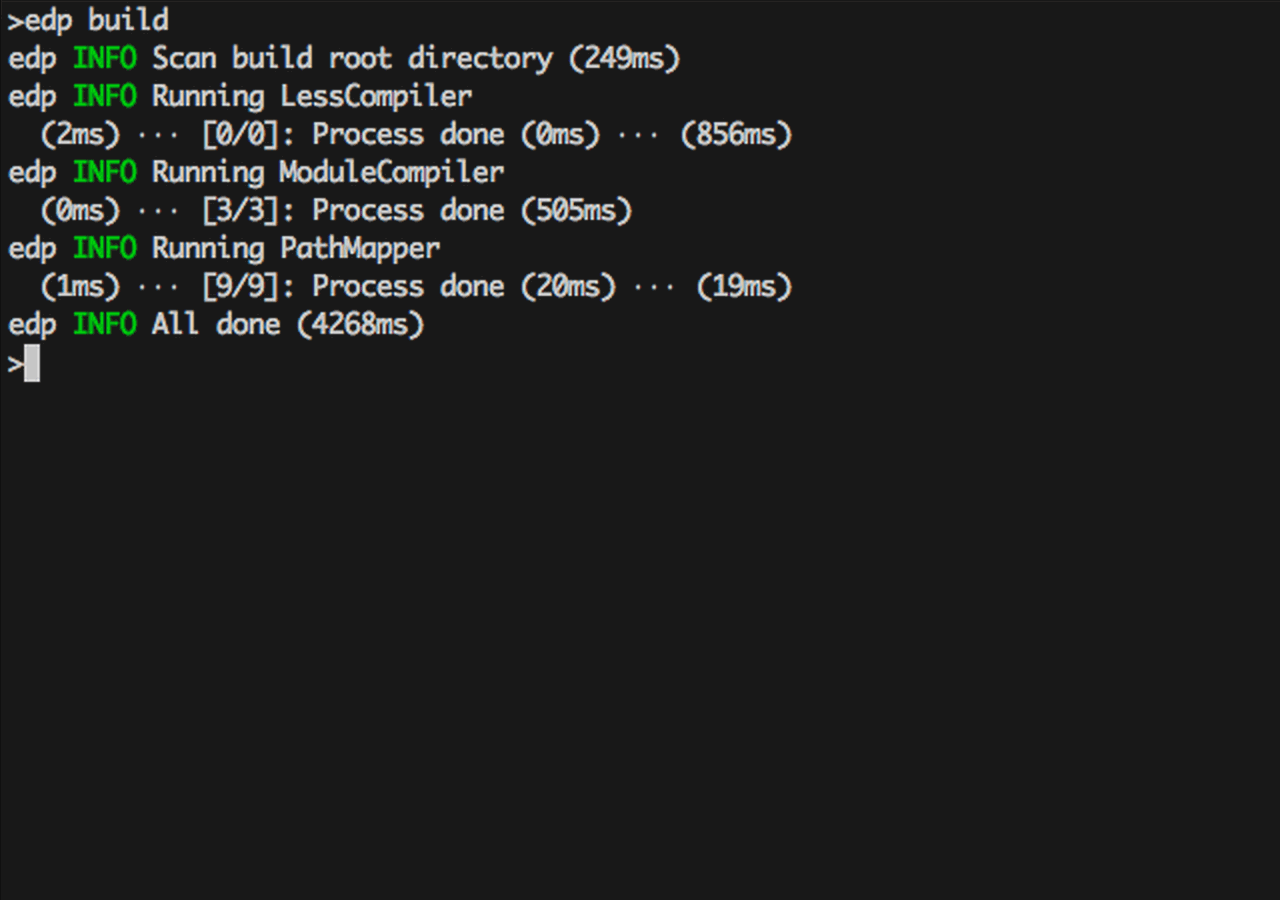 >edp build
edp INFO Scan build root directory (249ms)
edp INFO Running LessCompiler
  (2ms) ··· [0/0]: Process done (0ms) ··· (856ms)
edp INFO Running ModuleCompiler
  (0ms) ··· [3/3]: Process done (505ms)
edp INFO Running PathMapper
  (1ms) ··· [9/9]: Process done (20ms) ··· (19ms)
edp INFO All done (4268ms)
>